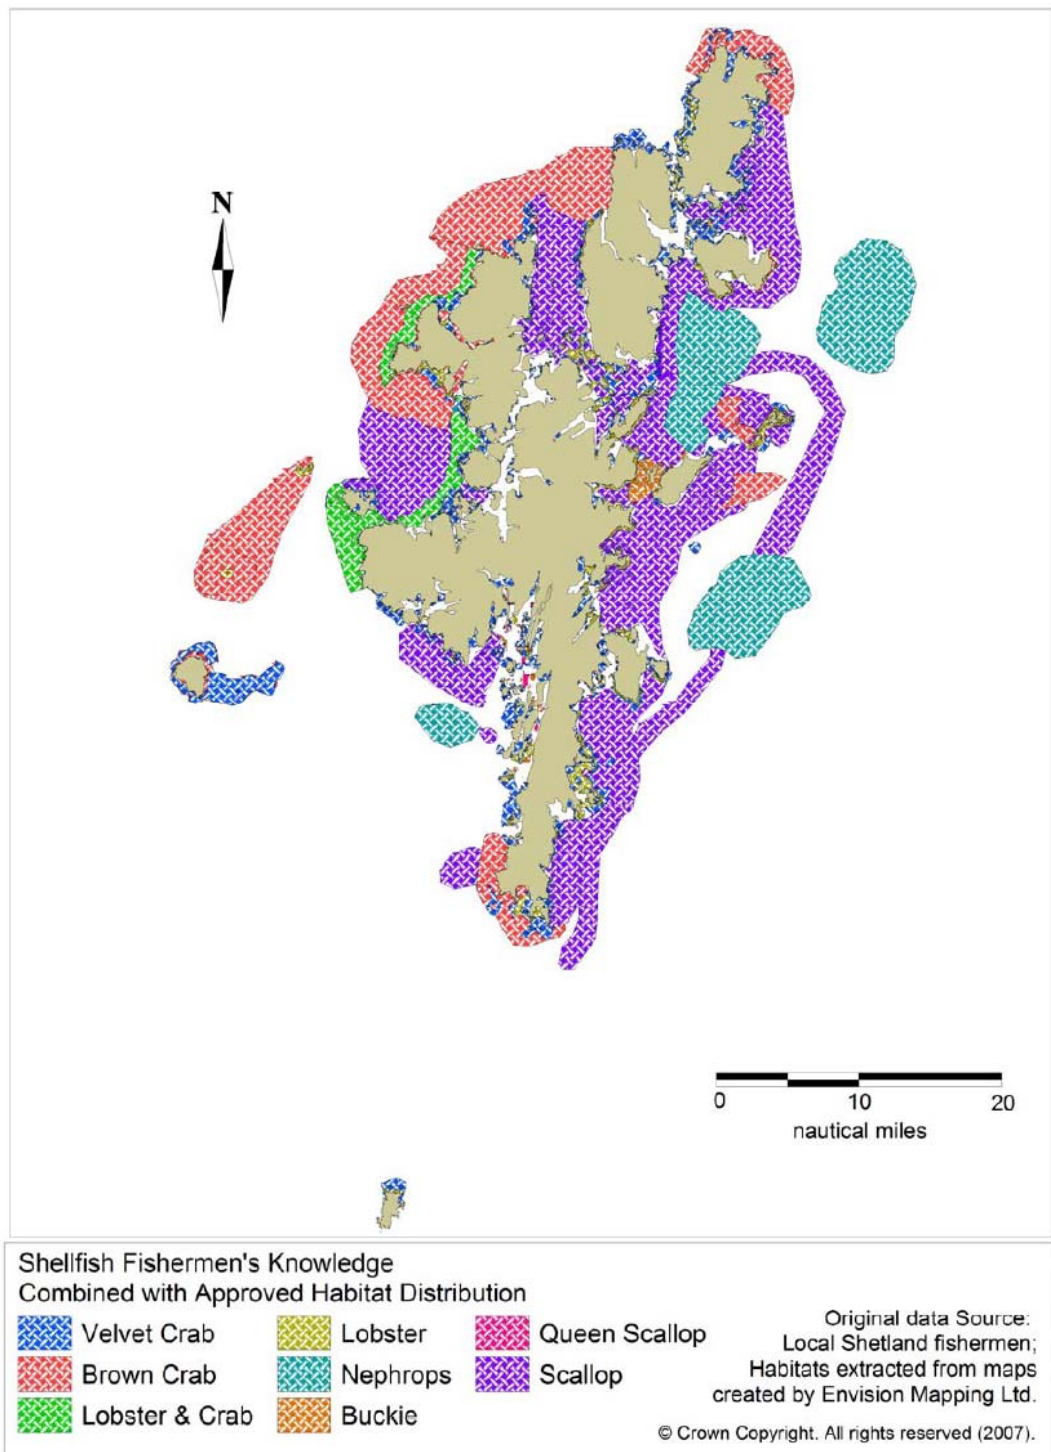 N
0 10 20
nautical miles
Shellfish Fishermen's Knowledge
Combined with Approved Habitat Distribution
Velvet Crab
Brown Crab
Lobster & Crab
Lobster
Nephrops
Buckie
Queen Scallop
Scallop
Original data Source:
Local Shetland fishermen;
Habitats extracted from maps
created by Envision Mapping Ltd.
© Crown Copyright. All rights reserved (2007).